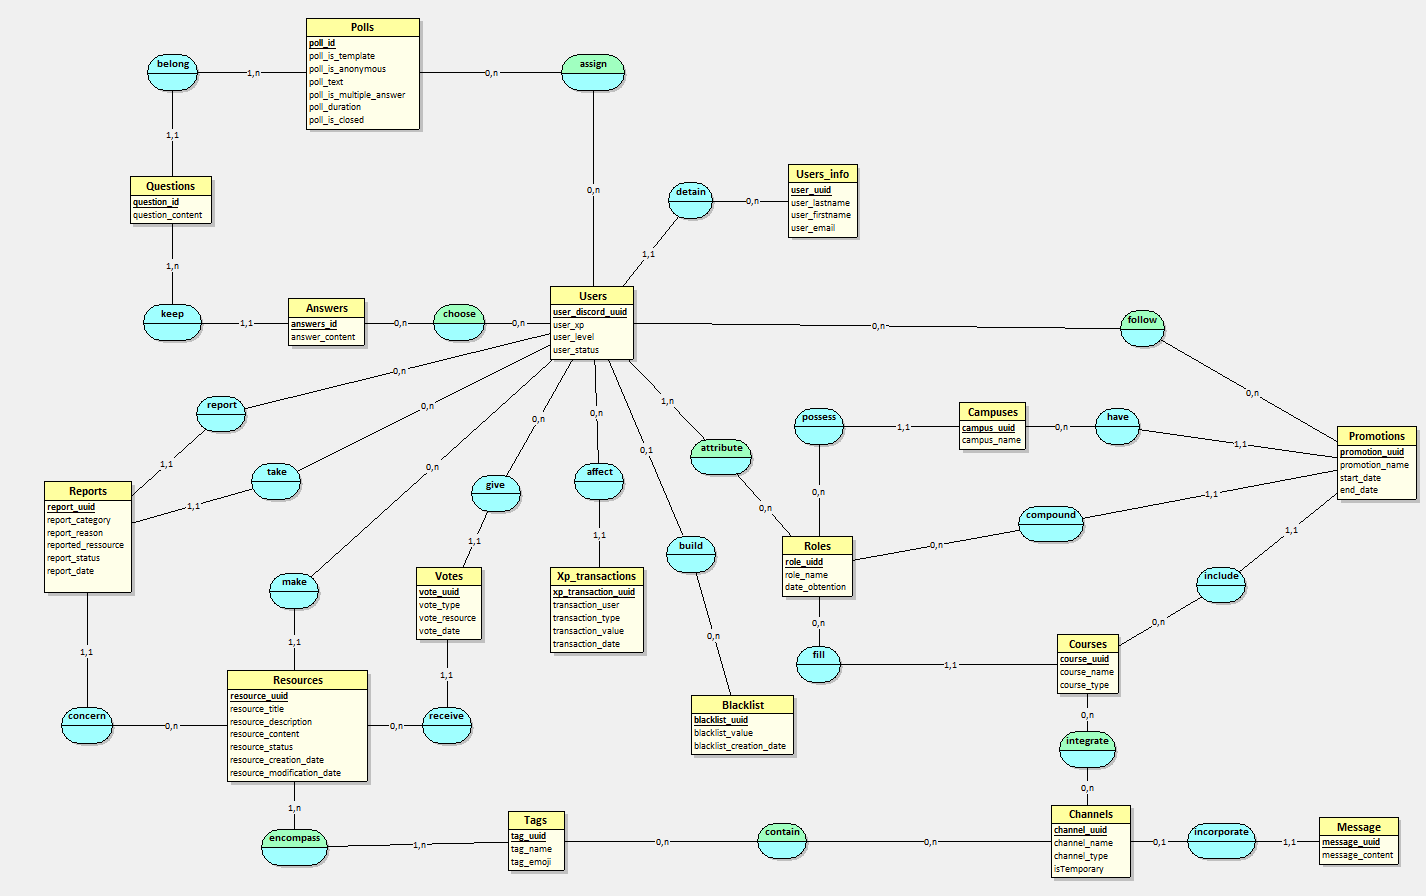 Polls
poll_id
poll_is_template
poll_is_anonymous
poll_text
poll_is_multiple_answer
poll_duration
poll_is_closed
belong
1,n
0,n
assign
1,1
Questions
question_id
question_content
0,n
detain
0,n
Users_info
user_uuid
user_lastname
user_firstname
user_email
1,1
1,n
keep
1,1
Answers
answers_id
answer_content
0,n
choose
0,n
Users
user_discord_uuid
user_xp
user_level
user_status
0,n
follow
0,n
report
0,n
0,n
1,1
take
1,1
0,n
0,n
0,n
0,1
1,n
attribute
0,n
possess
1,1
0,n
Campuses
campus_uuid
campus_name
0,n
have
1,1
Promotions
promotion_uuid
promotion_name
start_date
end_date
Reports
report_uuid
report_category
report_reason
reported_ressource
report_status
report_date
give
1,1
affect
1,1
build
0,n
compound
1,1
0,n
1,1
include
0,n
Roles
role_uidd
role_name
date_obtention
0,n
fill
1,1
make
1,1
Votes
vote_uuid
vote_type
vote_resource
vote_date
Xp_transactions
xp_transaction_uuid
transaction_user
transaction_type
transaction_value
transaction_date
Courses
course_uuid
course_name
course_type
1,1
concern
0,n
Resources
resource_uuid
resource_title
resource_description
resource_content
resource_status
resource_creation_date
resource_modification_date
0,n
receive
1,1
Blacklist
blacklist_uuid
blacklist_value
blacklist_creation_date
0,n
integrate
0,n
1,n
encompass
1,n
Tags
tag_uuid
tag_name
tag_emoji
0,n
contain
0,n
Channels
channel_uuid
channel_name
channel_type
isTemporary
0,1
incorporate
1,1
Message
message_uuid
message_content